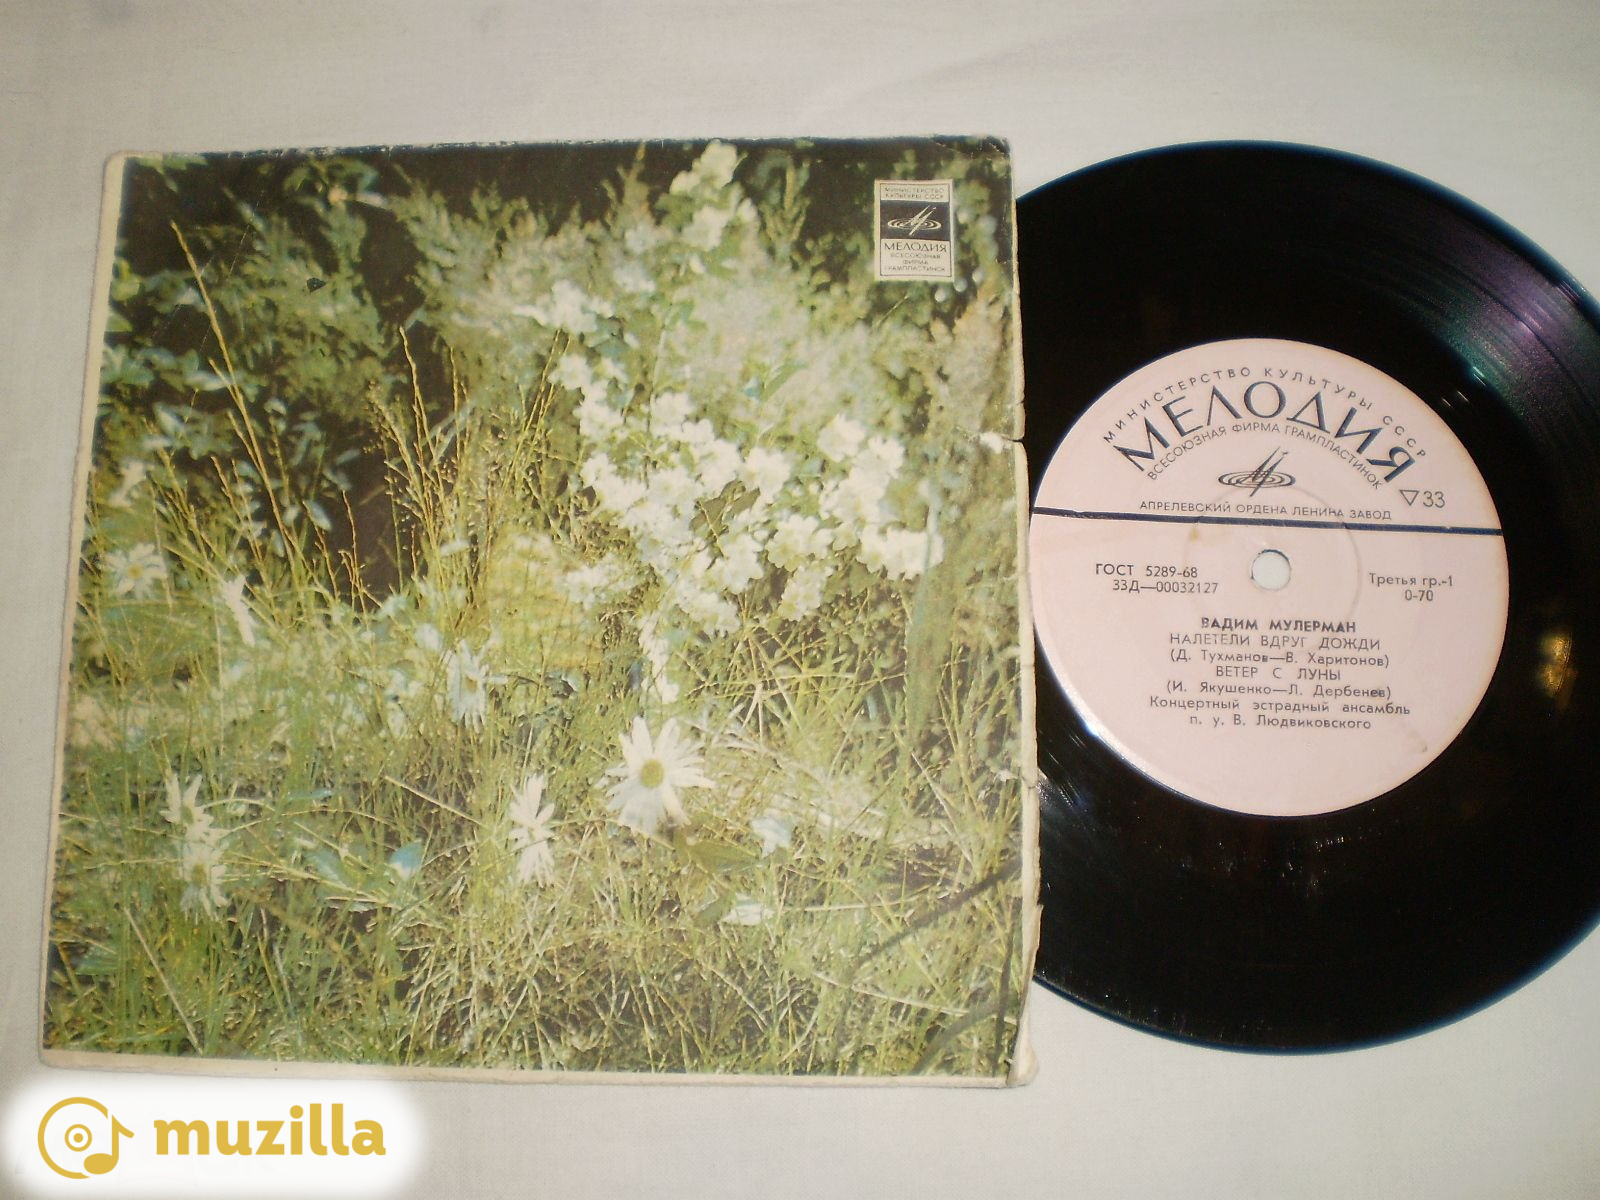 МИНИСТЕРСТВО
КУЛЬТУРЫ СССР
МЕЛОДИЯ
ВСЕСОЮЗНАЯ
ФИРМА
ГРАМПЛАСТИНОК
МИНИСТЕРСТВО КУЛЬТУРЫ СССР
МЕЛОДИЯ
ВСЕСОЮЗНАЯ ФИРМА ГРАМПЛАСТИНОК
▽33
АПРЕЛЕВСКИЙ ОРДЕНА ЛЕНИНА ЗАВОД
ГОСТ 5289-68
33Д—00032127
Третья гр.-1
0-70
ВАДИМ МУЛЕРМАН
НАЛЕТЕЛИ ВДРУГ ДОЖДИ
(Д. Тухманов—В. Харитонов)
ВЕТЕР С ЛУНЫ
(И. Якушенко—Л. Дербенев)
Концертный эстрадный ансамбль
п. у. В. Людвиковского
muzilla